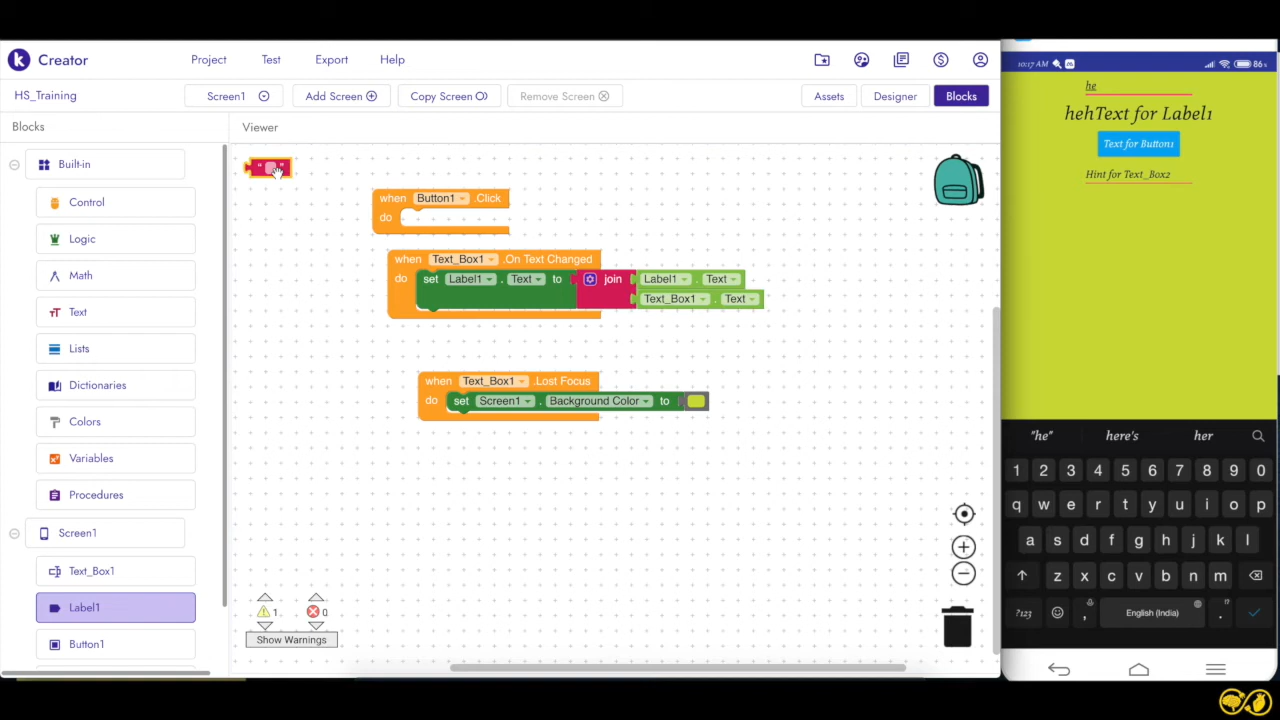 Creator
Project
Test
Export
Help
HS_Training
Screen1
Add Screen
Copy Screen
Remove Screen
Assets
Designer
Blocks
Blocks
Viewer
Built-in
Control
Logic
Math
Text
Lists
Dictionaries
Colors
Variables
Procedures
Screen1
Text_Box1
Label1
Button1
“ ”
when Button1 .Click
do
when Text_Box1 .On Text Changed
do set Label1 . Text to join Label1 . Text
Text_Box1 . Text
when Text_Box1 .Lost Focus
do set Screen1 . Background Color to
1 0
Show Warnings
10:17 AM 86%
he
hehText for Label1
Text for Button1
Hint for Text_Box2
"he" here's her
1 2 3 4 5 6 7 8 9 0
q w e r t y u i o p
a s d f g h j k l
z x c v b n m
?123 , English (India) .